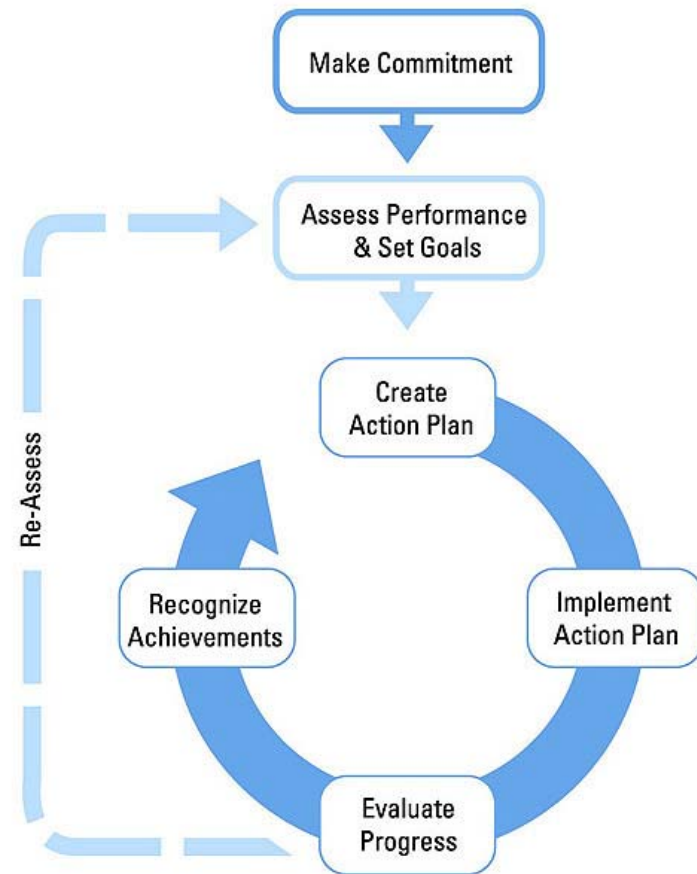 Make Commitment
Assess Performance
& Set Goals
Create
Action Plan
Implement
Action Plan
Evaluate
Progress
Recognize
Achievements
Re-Assess